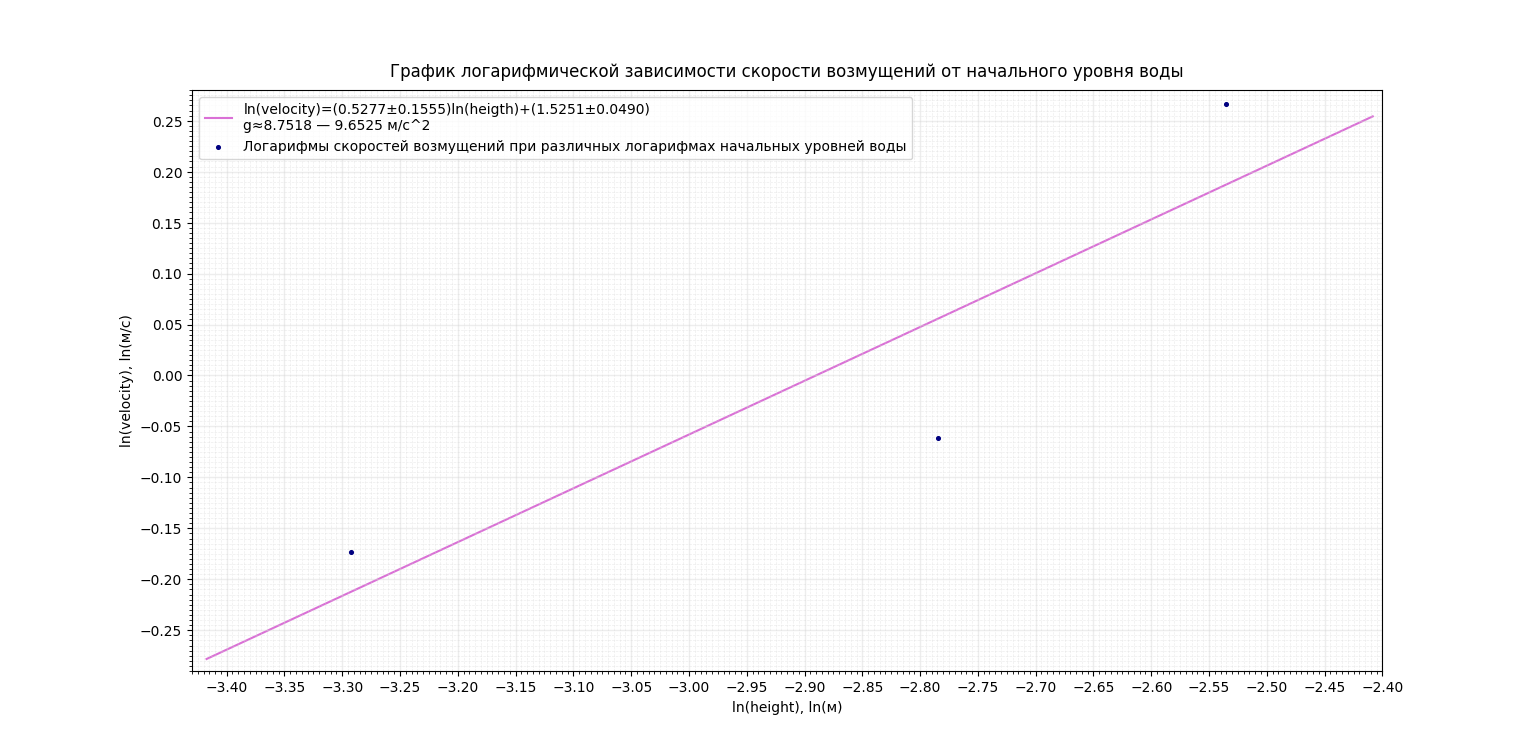 График логарифмической зависимости скорости возмущений от начального уровня воды
ln(velocity)=(0.5277±0.1555)ln(heigth)+(1.5251±0.0490)
g≈8.7518 — 9.6525 м/с^2
Логарифмы скоростей возмущений при различных логарифмах начальных уровней воды
0.25
0.20
0.15
0.10
0.05
0.00
−0.05
−0.10
−0.15
−0.20
−0.25
ln(velocity), ln(м/с)
−3.40 −3.35 −3.30 −3.25 −3.20 −3.15 −3.10 −3.05 −3.00 −2.95 −2.90 −2.85 −2.80 −2.75 −2.70 −2.65 −2.60 −2.55 −2.50 −2.45 −2.40
ln(height), ln(м)